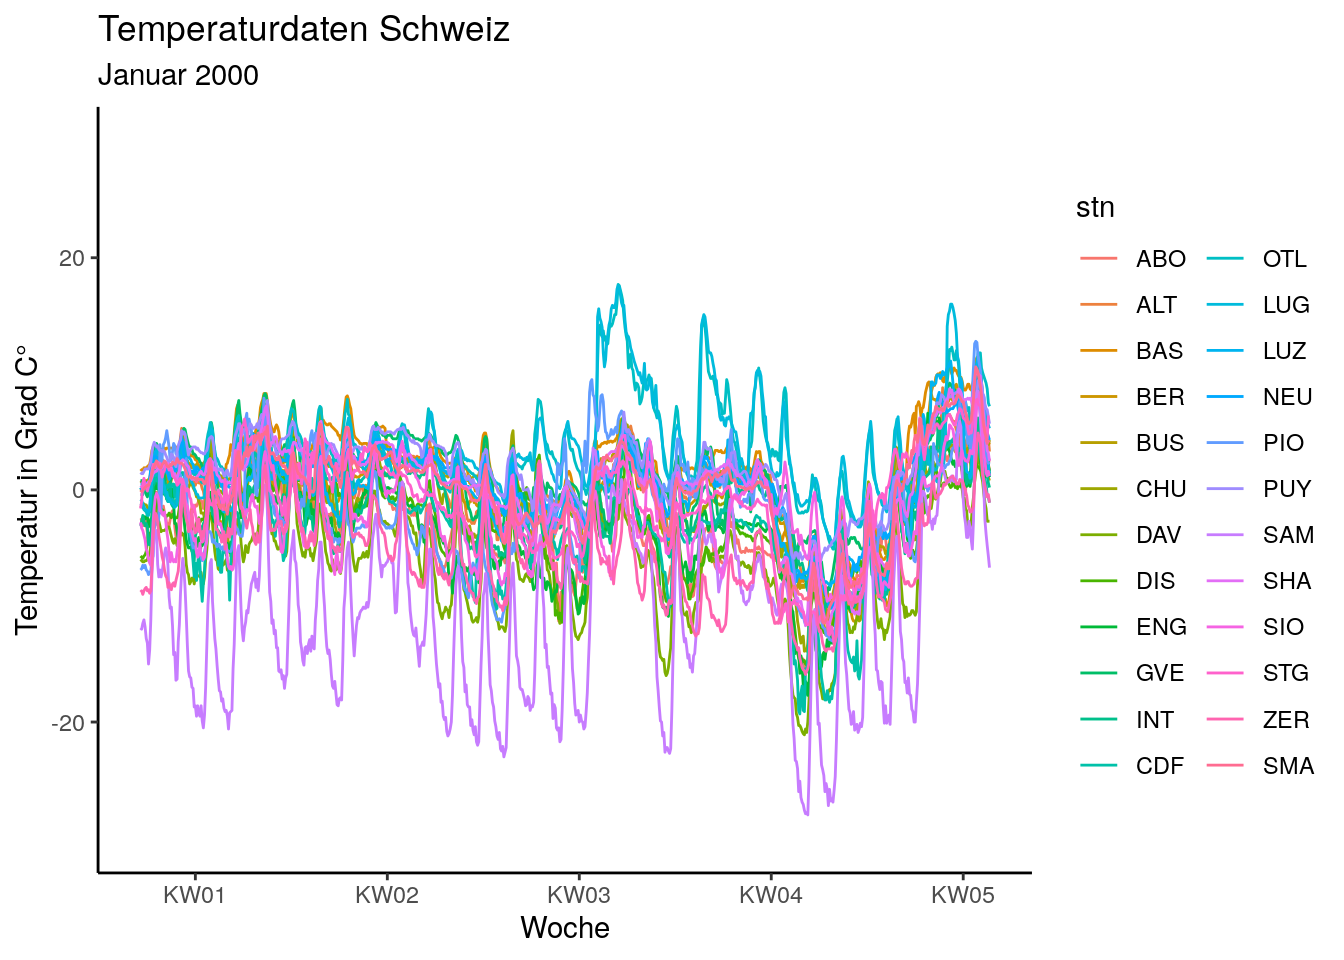 Temperaturdaten Schweiz
Januar 2000
Temperatur in Grad C°
20
0
-20
KW01 KW02 KW03 KW04 KW05
Woche
stn
ABO OTL
ALT LUG
BAS LUZ
BER NEU
BUS PIO
CHU PUY
DAV SAM
DIS SHA
ENG SIO
GVE STG
INT ZER
CDF SMA